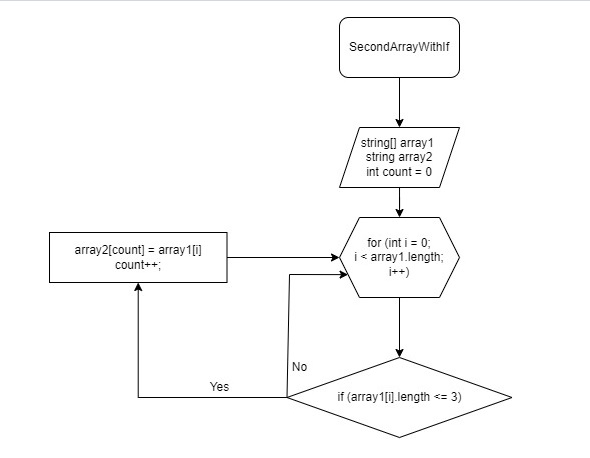 SecondArrayWithIf
string[] array1
string array2
int count = 0
for (int i = 0;
i < array1.length;
i++)
array2[count] = array1[i]
count++;
No
Yes
if (array1[i].length <= 3)